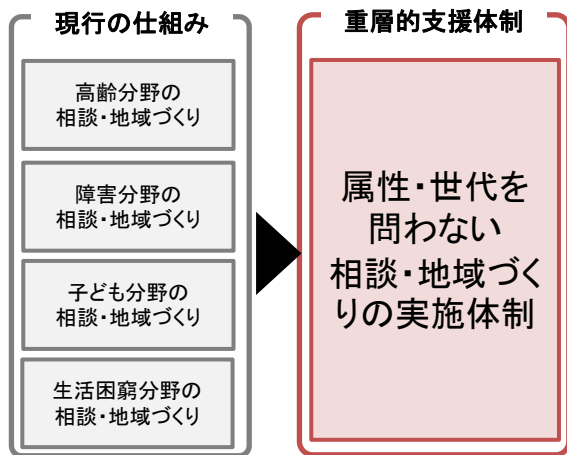 現行の仕組み
高齢分野の
相談・地域づくり
障害分野の
相談・地域づくり
子ども分野の
相談・地域づくり
生活困窮分野の
相談・地域づくり
重層的支援体制
属性・世代を
問わない
相談・地域づく
りの実施体制